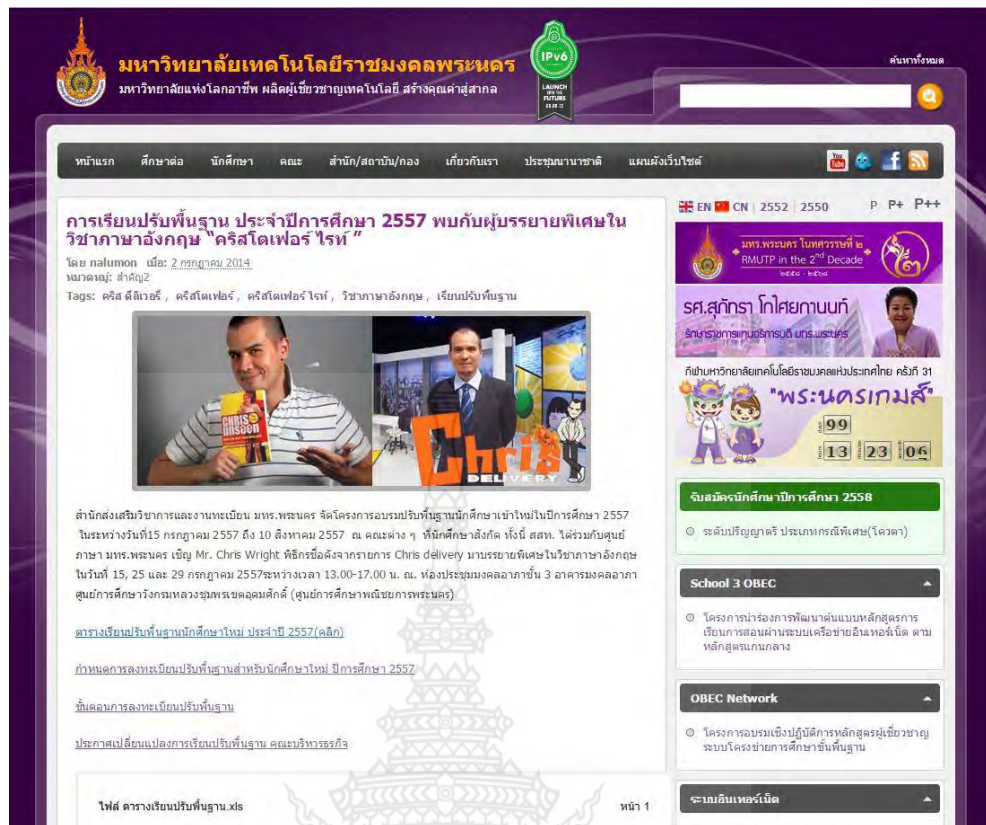 มหาวิทยาลัยเทคโนโลยีราชมงคลพระนคร
มหาวิทยาลัยแห่งโลกอาชีพ ผลิตผู้เชี่ยวชาญเทคโนโลยี สร้างคุณค่าสู่สากล
IPv6
LAUNCH
FUTURE
ค้นหาทั้งหมด
หน้าแรก ศึกษาต่อ นักศึกษา คณะ สำนัก/สถาบัน/กอง เกี่ยวกับเรา ประชุมนานาชาติ แผนผังเว็บไซต์
You Tube
การเรียนปรับพื้นฐาน ประจำปีการศึกษา 2557 พบกับผู้บรรยายพิเศษใน
วิชาภาษาอังกฤษ “คริสโตเฟอร์ ไรท์ ”
โดย nalumon เมื่อ: 2 กรกฎาคม 2014
หมวดหมู่: สำคัญ2
Tags: คริส ดีลิเวอรี่ , คริสโตเฟอร์ , คริสโตเฟอร์ ไรท์ , วิชาภาษาอังกฤษ , เรียนปรับพื้นฐาน
CHRIS
UNSEEN
Chris
DELIVERY
สำนักส่งเสริมวิชาการและงานทะเบียน มทร.พระนคร จัดโครงการอบรมปรับพื้นฐานนักศึกษาเข้าใหม่ในปีการศึกษา 2557
ในระหว่างวันที่15 กรกฎาคม 2557 ถึง 10 สิงหาคม 2557 ณ คณะต่าง ๆ ที่นักศึกษาสังกัด ทั้งนี้ สสท. ได้ร่วมกับศูนย์
ภาษา มทร.พระนคร เชิญ Mr. Chris Wright พิธีกรชื่อดังจากรายการ Chris delivery มาบรรยายพิเศษในวิชาภาษาอังกฤษ
ในวันที่ 15, 25 และ 29 กรกฎาคม 2557ระหว่างเวลา 13.00-17.00 น. ณ. ห้องประชุมมงคลอาภาชั้น 3 อาคารมงคลอาภา
ศูนย์การศึกษาวังกรมหลวงชุมพรเขตอุดมศักดิ์ (ศูนย์การศึกษาพณิชยการพระนคร)
ตารางเรียนปรับพื้นฐานนักศึกษาใหม่ ประจำปี 2557(คลิก)
กำหนดการลงทะเบียนปรับพื้นฐานสำหรับนักศึกษาใหม่ ปีการศึกษา 2557
ขั้นตอนการลงทะเบียนปรับพื้นฐาน
ประกาศเปลี่ยนแปลงการเรียนปรับพื้นฐาน คณะบริหารธุรกิจ
ไฟล์ ตารางเรียนปรับพื้นฐาน.xls หน้า 1
EN CN | 2552 | 2550 P P+ P++
มทร.พระนคร ในทศวรรษที่ ๒
RMUTP in the 2nd Decade
๒๕๕๘ - ๒๕๖๘
รศ.สุภัทรา โกไศยกานนท์
รักษาราชการแทนอธิการบดี มทร.พระนคร
กีฬามหาวิทยาลัยเทคโนโลยีราชมงคลแห่งประเทศไทย ครั้งที่ 31
"พระนครเกมส์"
99
13 23 06
รับสมัครนักศึกษาปีการศึกษา 2558
ระดับปริญญาตรี ประเภทกรณีพิเศษ(โควตา)
School 3 OBEC
โครงการนำร่องการพัฒนาต้นแบบหลักสูตรการ
เรียนการสอนผ่านระบบเครือข่ายอินเทอร์เน็ต ตาม
หลักสูตรแกนกลาง
OBEC Network
โครงการอบรมเชิงปฏิบัติการหลักสูตรผู้เชี่ยวชาญ
ระบบโครงข่ายการศึกษาขั้นพื้นฐาน
ระบบอินเทอร์เน็ต